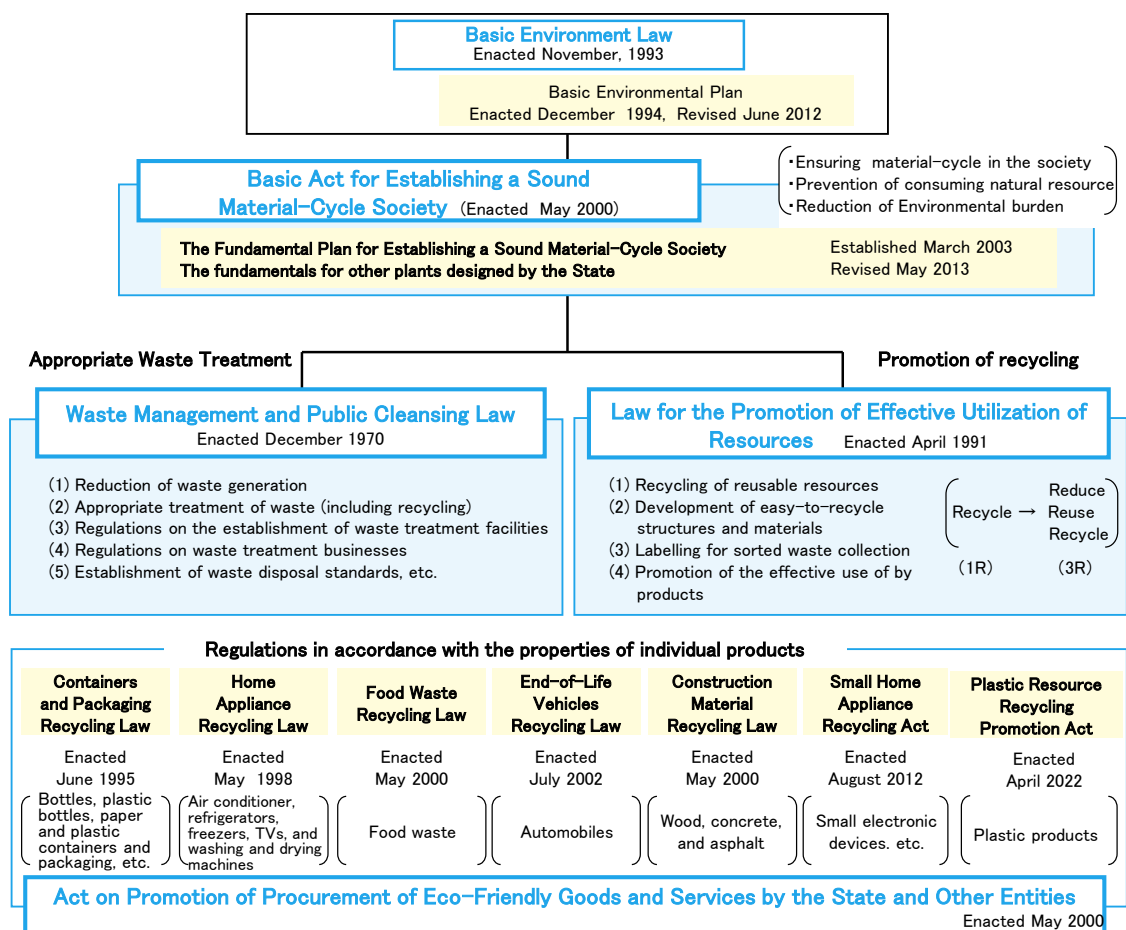 Basic Environment Law
Enacted November, 1993
Basic Environmental Plan
Enacted December 1994, Revised June 2012
Basic Act for Establishing a Sound
Material-Cycle Society (Enacted May 2000)
・Ensuring material-cycle in the society
・Prevention of consuming natural resource
・Reduction of Environmental burden
The Fundamental Plan for Establishing a Sound Material-Cycle Society
The fundamentals for other plants designed by the State
Established March 2003
Revised May 2013
Appropriate Waste Treatment
Promotion of recycling
Waste Management and Public Cleansing Law
Enacted December 1970
(1) Reduction of waste generation
(2) Appropriate treatment of waste (including recycling)
(3) Regulations on the establishment of waste treatment facilities
(4) Regulations on waste treatment businesses
(5) Establishment of waste disposal standards, etc.
Law for the Promotion of Effective Utilization of
Resources Enacted April 1991
(1) Recycling of reusable resources
(2) Development of easy-to-recycle
structures and materials
(3) Labelling for sorted waste collection
(4) Promotion of the effective use of by
products
Reduce
Recycle → Reuse
Recycle
(1R) (3R)
Regulations in accordance with the properties of individual products
Containers
and Packaging
Recycling Law
Enacted
June 1995
Bottles, plastic
bottles, paper
and plastic
containers and
packaging, etc.
Home
Appliance
Recycling Law
Enacted
May 1998
Air conditioner,
refrigerators,
freezers, TVs, and
washing and drying
machines
Food Waste
Recycling Law
Enacted
May 2000
Food waste
End-of-Life
Vehicles
Recycling Law
Enacted
July 2002
Automobiles
Construction
Material
Recycling Law
Enacted
May 2000
Wood, concrete,
and asphalt
Small Home
Appliance
Recycling Act
Enacted
August 2012
Small electronic
devices. etc.
Plastic Resource
Recycling
Promotion Act
Enacted
April 2022
Plastic products
Act on Promotion of Procurement of Eco-Friendly Goods and Services by the State and Other Entities
Enacted May 2000